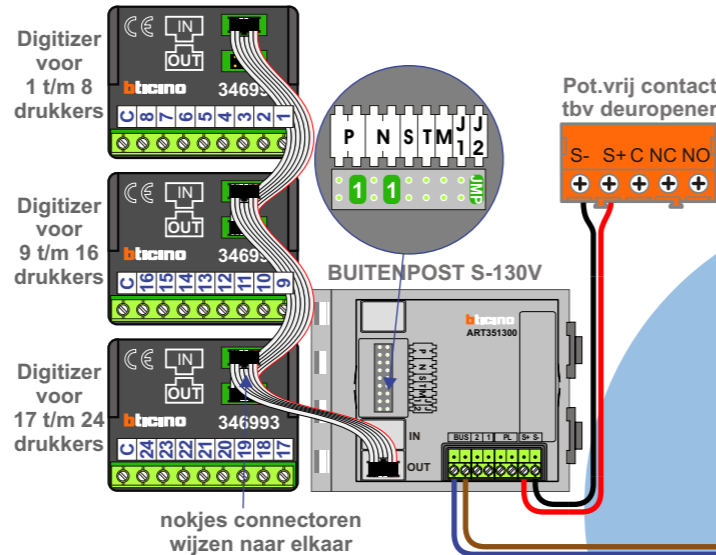 Digitizer
voor
1 t/m 8
drukkers
IN
OUT
bticino
3469
C 8 7 6 5 4 3 2 1
Digitizer
voor
9 t/m 16
drukkers
IN
OUT
bticino
34699
C 16 15 14 13 12 11 10 9
Digitizer
voor
17 t/m 24
drukkers
IN
OUT
bticino
346993
C 24 23 22 21 20 19 18 17
nokjes connectoren
wijzen naar elkaar
P N S T M J1 J2
1 1 JMP
BUITENPOST S-130V
bticino
ART351300
P N S T M J1 J2
IN
OUT
BUS 2 1 PL S+ S-
Pot.vrij contact
tbv deuropener
S- S+ C NC NO